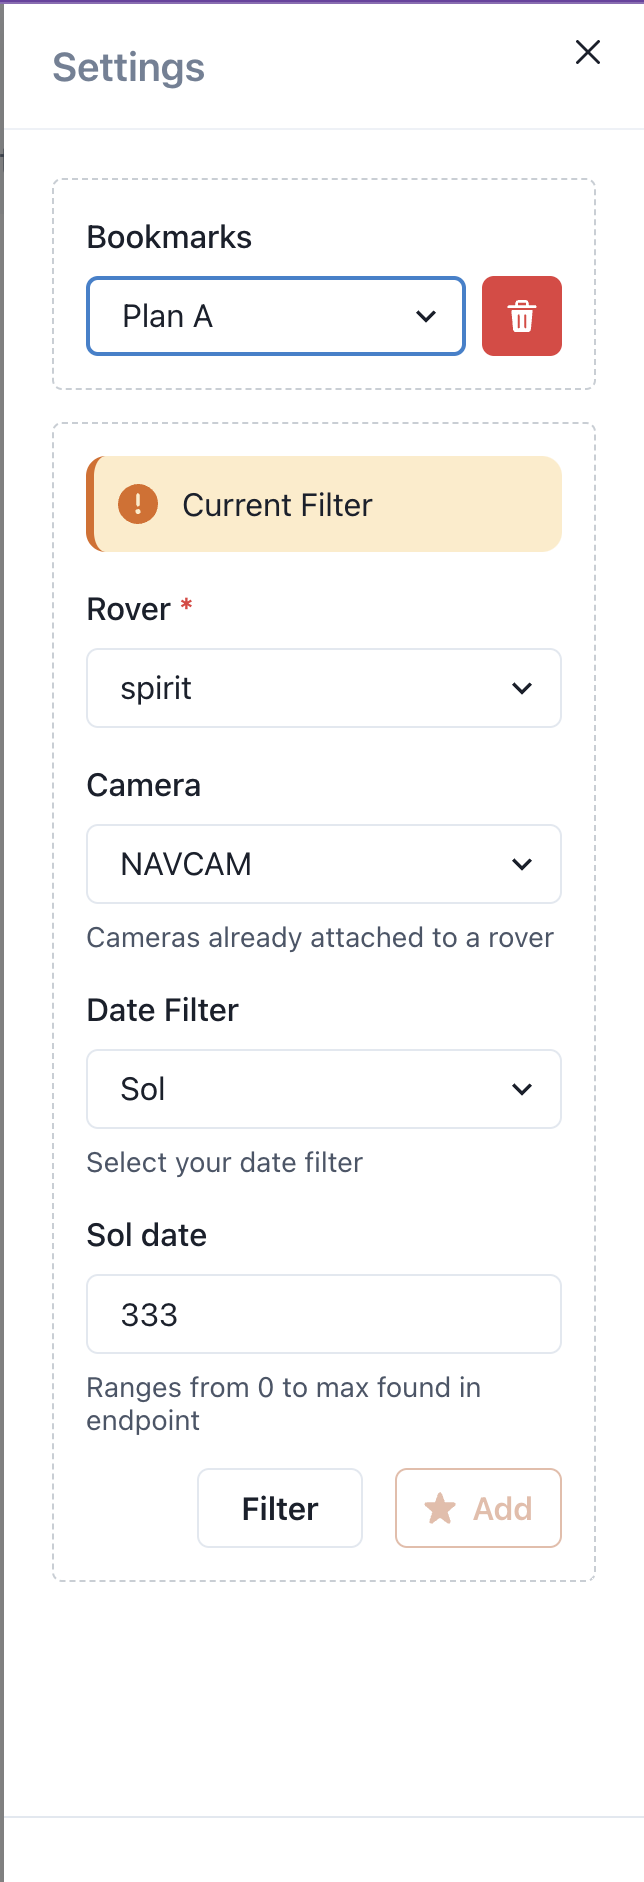 Settings
Bookmarks
Plan A
Current Filter
Rover *
spirit
Camera
NAVCAM
Cameras already attached to a rover
Date Filter
Sol
Select your date filter
Sol date
333
Ranges from 0 to max found in
endpoint
Filter
Add